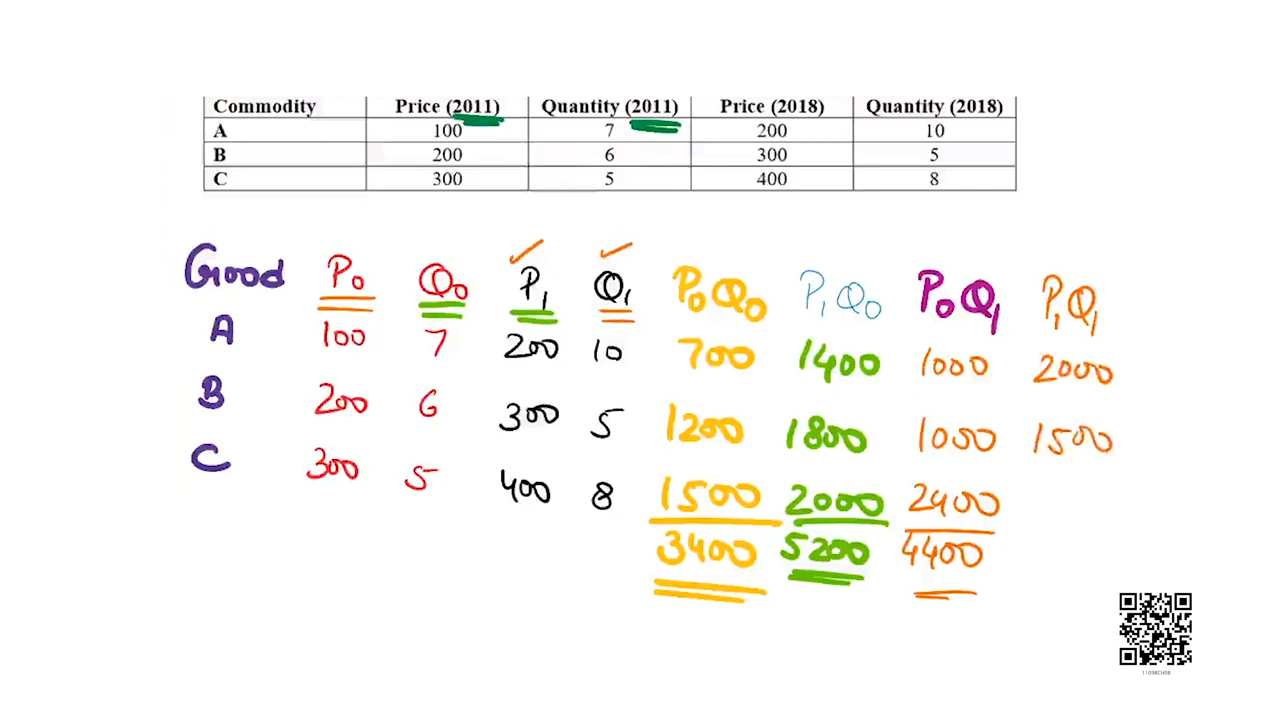 Commodity Price (2011) Quantity (2011) Price (2018) Quantity (2018)
A 100 7 200 10
B 200 6 300 5
C 300 5 400 8
Good P₀ Q₀ P₁ Q₁ P₀Q₀ P₁Q₀ P₀Q₁ P₁Q₁
A 100 7 200 10 700 1400 1000 2000
B 200 6 300 5 1200 1800 1000 1500
C 300 5 400 8 1500 2000 2400
3400 5200 4400
11098CH08